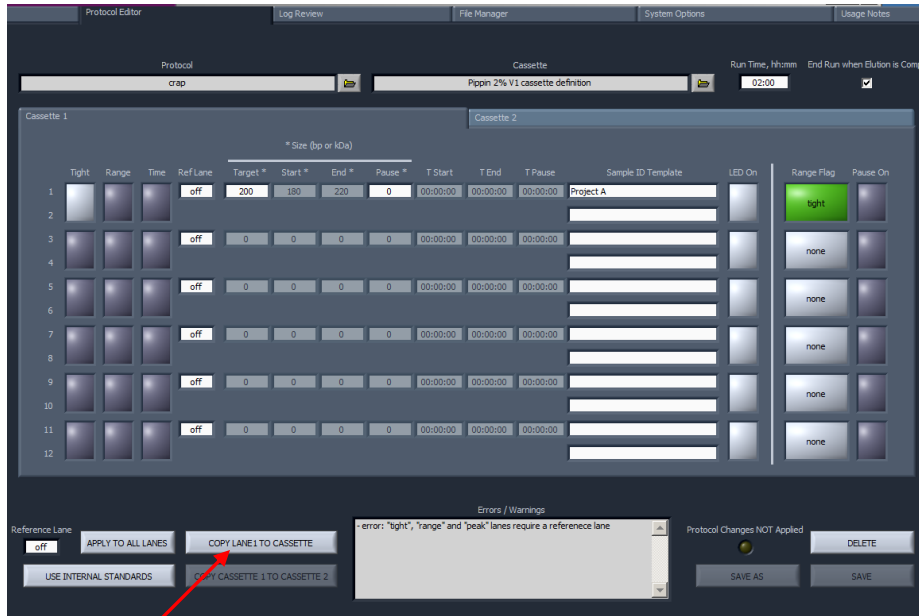 Protocol Editor Log Review File Manager System Options Usage Notes
Protocol Cassette Run Time, hh:mm End Run when Elution is Comp
crap Pippin 2% V1 cassette definition 02:00
Cassette 1 Cassette 2
* Size (bp or kDa)
Tight Range Time Ref Lane Target * Start * End * Pause * T Start T End T Pause Sample ID Template LED On Range Flag Pause On
1 off 200 180 220 0 00:00:00 00:00:00 00:00:00 Project A tight
2
3 off 0 0 0 0 00:00:00 00:00:00 00:00:00 none
4
5 off 0 0 0 0 00:00:00 00:00:00 00:00:00 none
6
7 off 0 0 0 0 00:00:00 00:00:00 00:00:00 none
8
9 off 0 0 0 0 00:00:00 00:00:00 00:00:00 none
10
11 off 0 0 0 0 00:00:00 00:00:00 00:00:00 none
12
Errors / Warnings
- error: "tight", "range" and "peak" lanes require a referenece lane
Reference Lane Protocol Changes NOT Applied
off APPLY TO ALL LANES COPY LANE1 TO CASSETTE DELETE
USE INTERNAL STANDARDS COPY CASSETTE 1 TO CASSETTE 2 SAVE AS SAVE